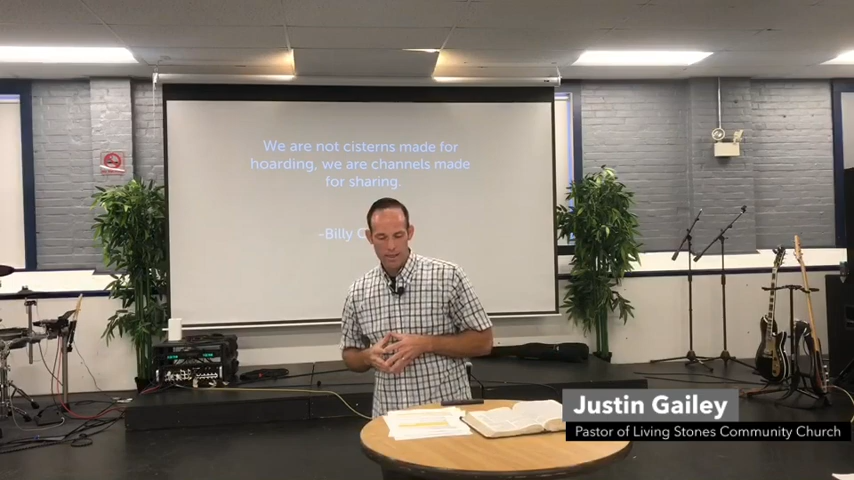 We are not cisterns made for
hoarding, we are channels made
for sharing.
-Billy
Justin Gailey
Pastor of Living Stones Community Church